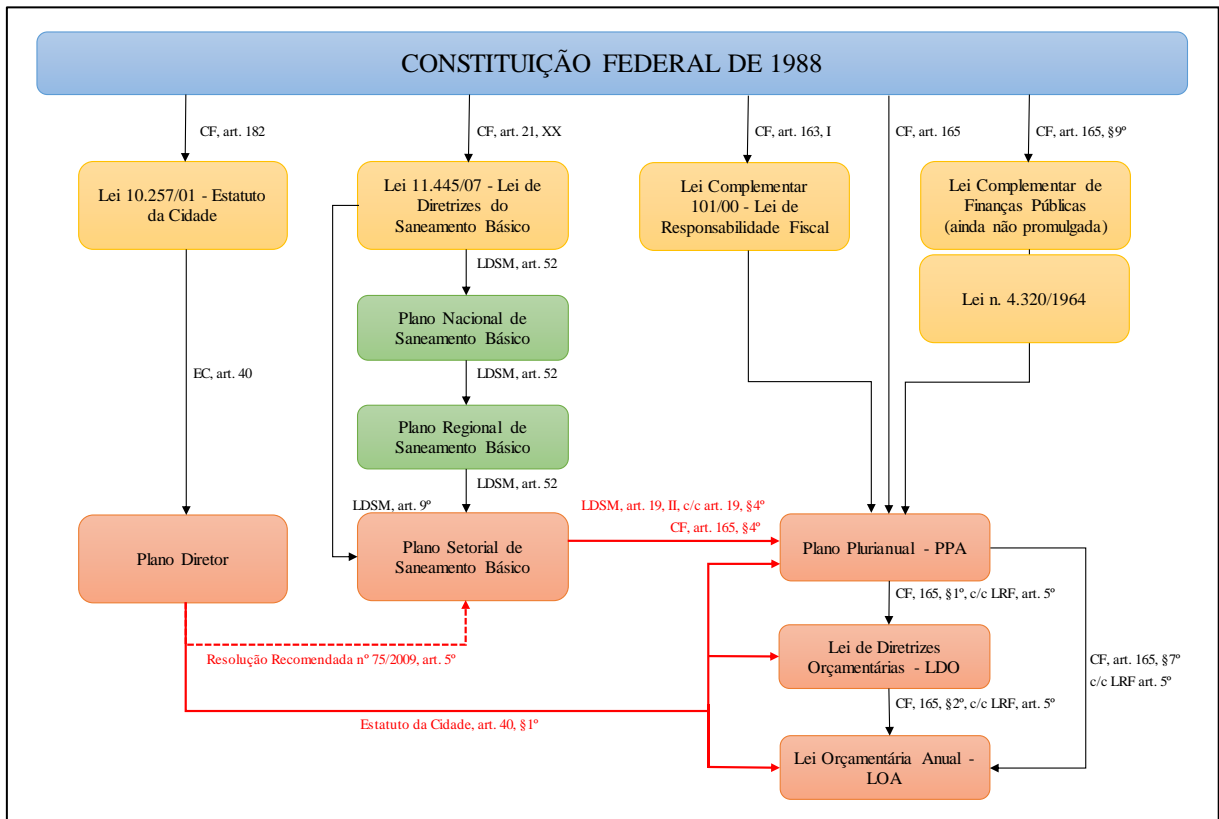 CONSTITUIÇÃO FEDERAL DE 1988
CF, art. 182
CF, art. 21, XX
CF, art. 163, I
CF, art. 165
CF, art. 165, §9º
Lei 10.257/01 - Estatuto
da Cidade
Lei 11.445/07 - Lei de
Diretrizes do
Saneamento Básico
Lei Complementar
101/00 - Lei de
Responsabilidade Fiscal
Lei Complementar de
Finanças Públicas
(ainda não promulgada)
LDSM, art. 52
Lei n. 4.320/1964
Plano Nacional de
Saneamento Básico
EC, art. 40
LDSM, art. 52
Plano Regional de
Saneamento Básico
LDSM, art. 52
LDSM, art. 9º
LDSM, art. 19, II, c/c art. 19, §4º
CF, art. 165, §4º
Plano Diretor
Plano Setorial de
Saneamento Básico
Plano Plurianual - PPA
CF, 165, §1º, c/c LRF, art. 5º
Resolução Recomendada nº 75/2009, art. 5º
Lei de Diretrizes
Orçamentárias - LDO
CF, art. 165, §7º
c/c LRF art. 5º
CF, 165, §2º, c/c LRF, art. 5º
Estatuto da Cidade, art. 40, §1º
Lei Orçamentária Anual -
LOA